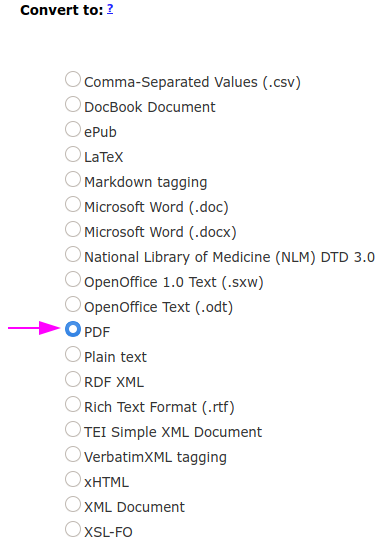 Convert to: ?
Comma-Separated Values (.csv)
DocBook Document
ePub
LaTeX
Markdown tagging
Microsoft Word (.doc)
Microsoft Word (.docx)
National Library of Medicine (NLM) DTD 3.0
OpenOffice 1.0 Text (.sxw)
OpenOffice Text (.odt)
PDF
Plain text
RDF XML
Rich Text Format (.rtf)
TEI Simple XML Document
VerbatimXML tagging
xHTML
XML Document
XSL-FO